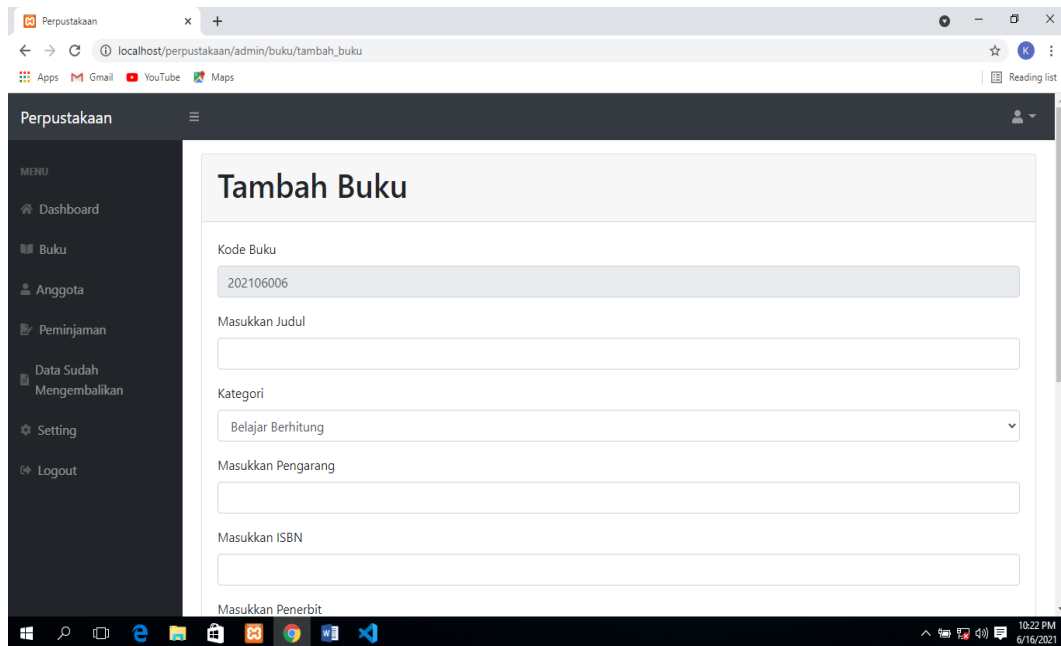 Perpustakaan
localhost/perpustakaan/admin/buku/tambah_buku
K
Apps Gmail YouTube Maps Reading list
Perpustakaan
MENU
Dashboard
Buku
Anggota
Peminjaman
Data Sudah
Mengembalikan
Setting
Logout
Tambah Buku
Kode Buku
202106006
Masukkan Judul
Kategori
Belajar Berhitung
Masukkan Pengarang
Masukkan ISBN
Masukkan Penerbit
10:22 PM
6/16/2021